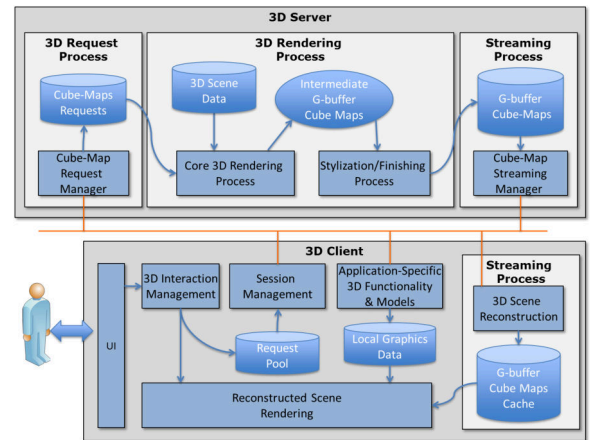 3D Server
3D Request
Process
3D Rendering
Process
Streaming
Process
Cube-Maps
Requests
3D Scene
Data
Intermediate
G-buffer
Cube Maps
G-buffer
Cube-Maps
Cube-Map
Request
Manager
Core 3D Rendering
Process
Stylization/Finishing
Process
Cube-Map
Streaming
Manager
3D Client
UI
3D Interaction
Management
Session
Management
Application-Specific
3D Functionality
& Models
Streaming
Process
3D Scene
Reconstruction
Request
Pool
Local Graphics
Data
G-buffer
Cube Maps
Cache
Reconstructed Scene
Rendering